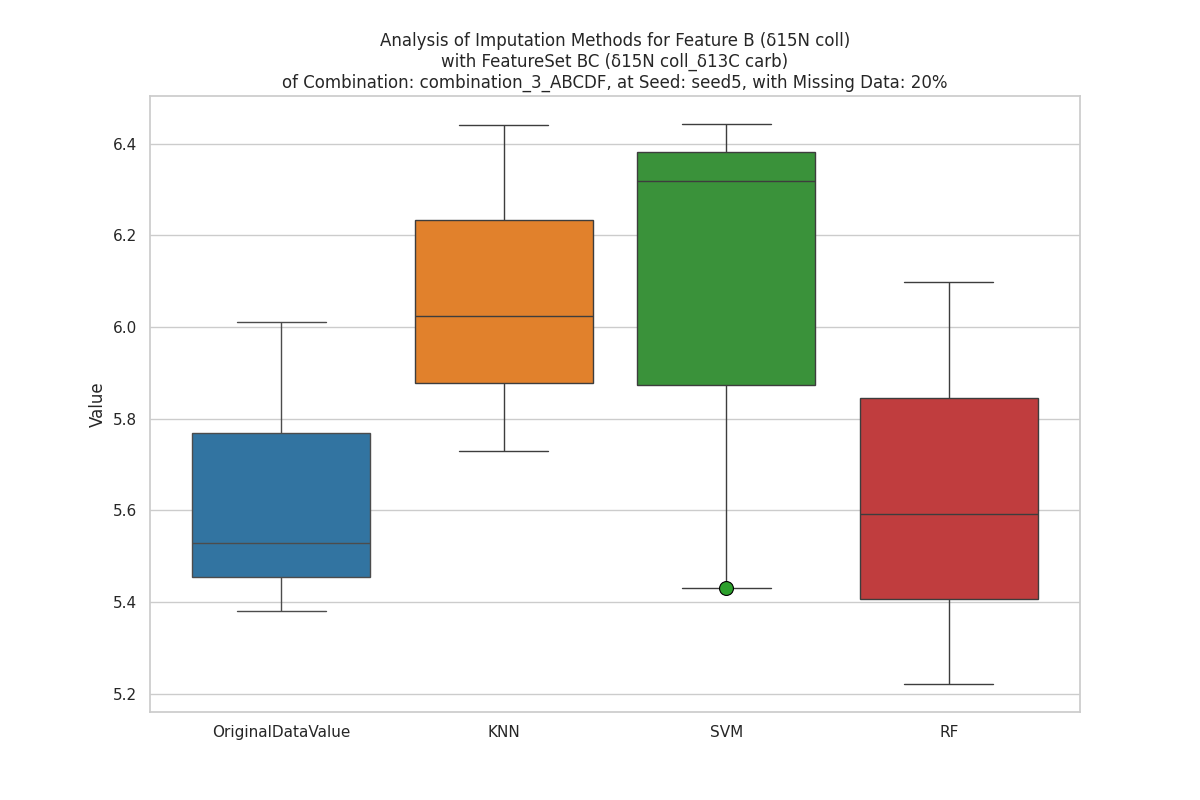 Analysis of Imputation Methods for Feature B (δ15N coll)
with FeatureSet BC (δ15N coll_δ13C carb)
of Combination: combination_3_ABCDF, at Seed: seed5, with Missing Data: 20%
Value
6.4
6.2
6.0
5.8
5.6
5.4
5.2
OriginalDataValue
KNN
SVM
RF